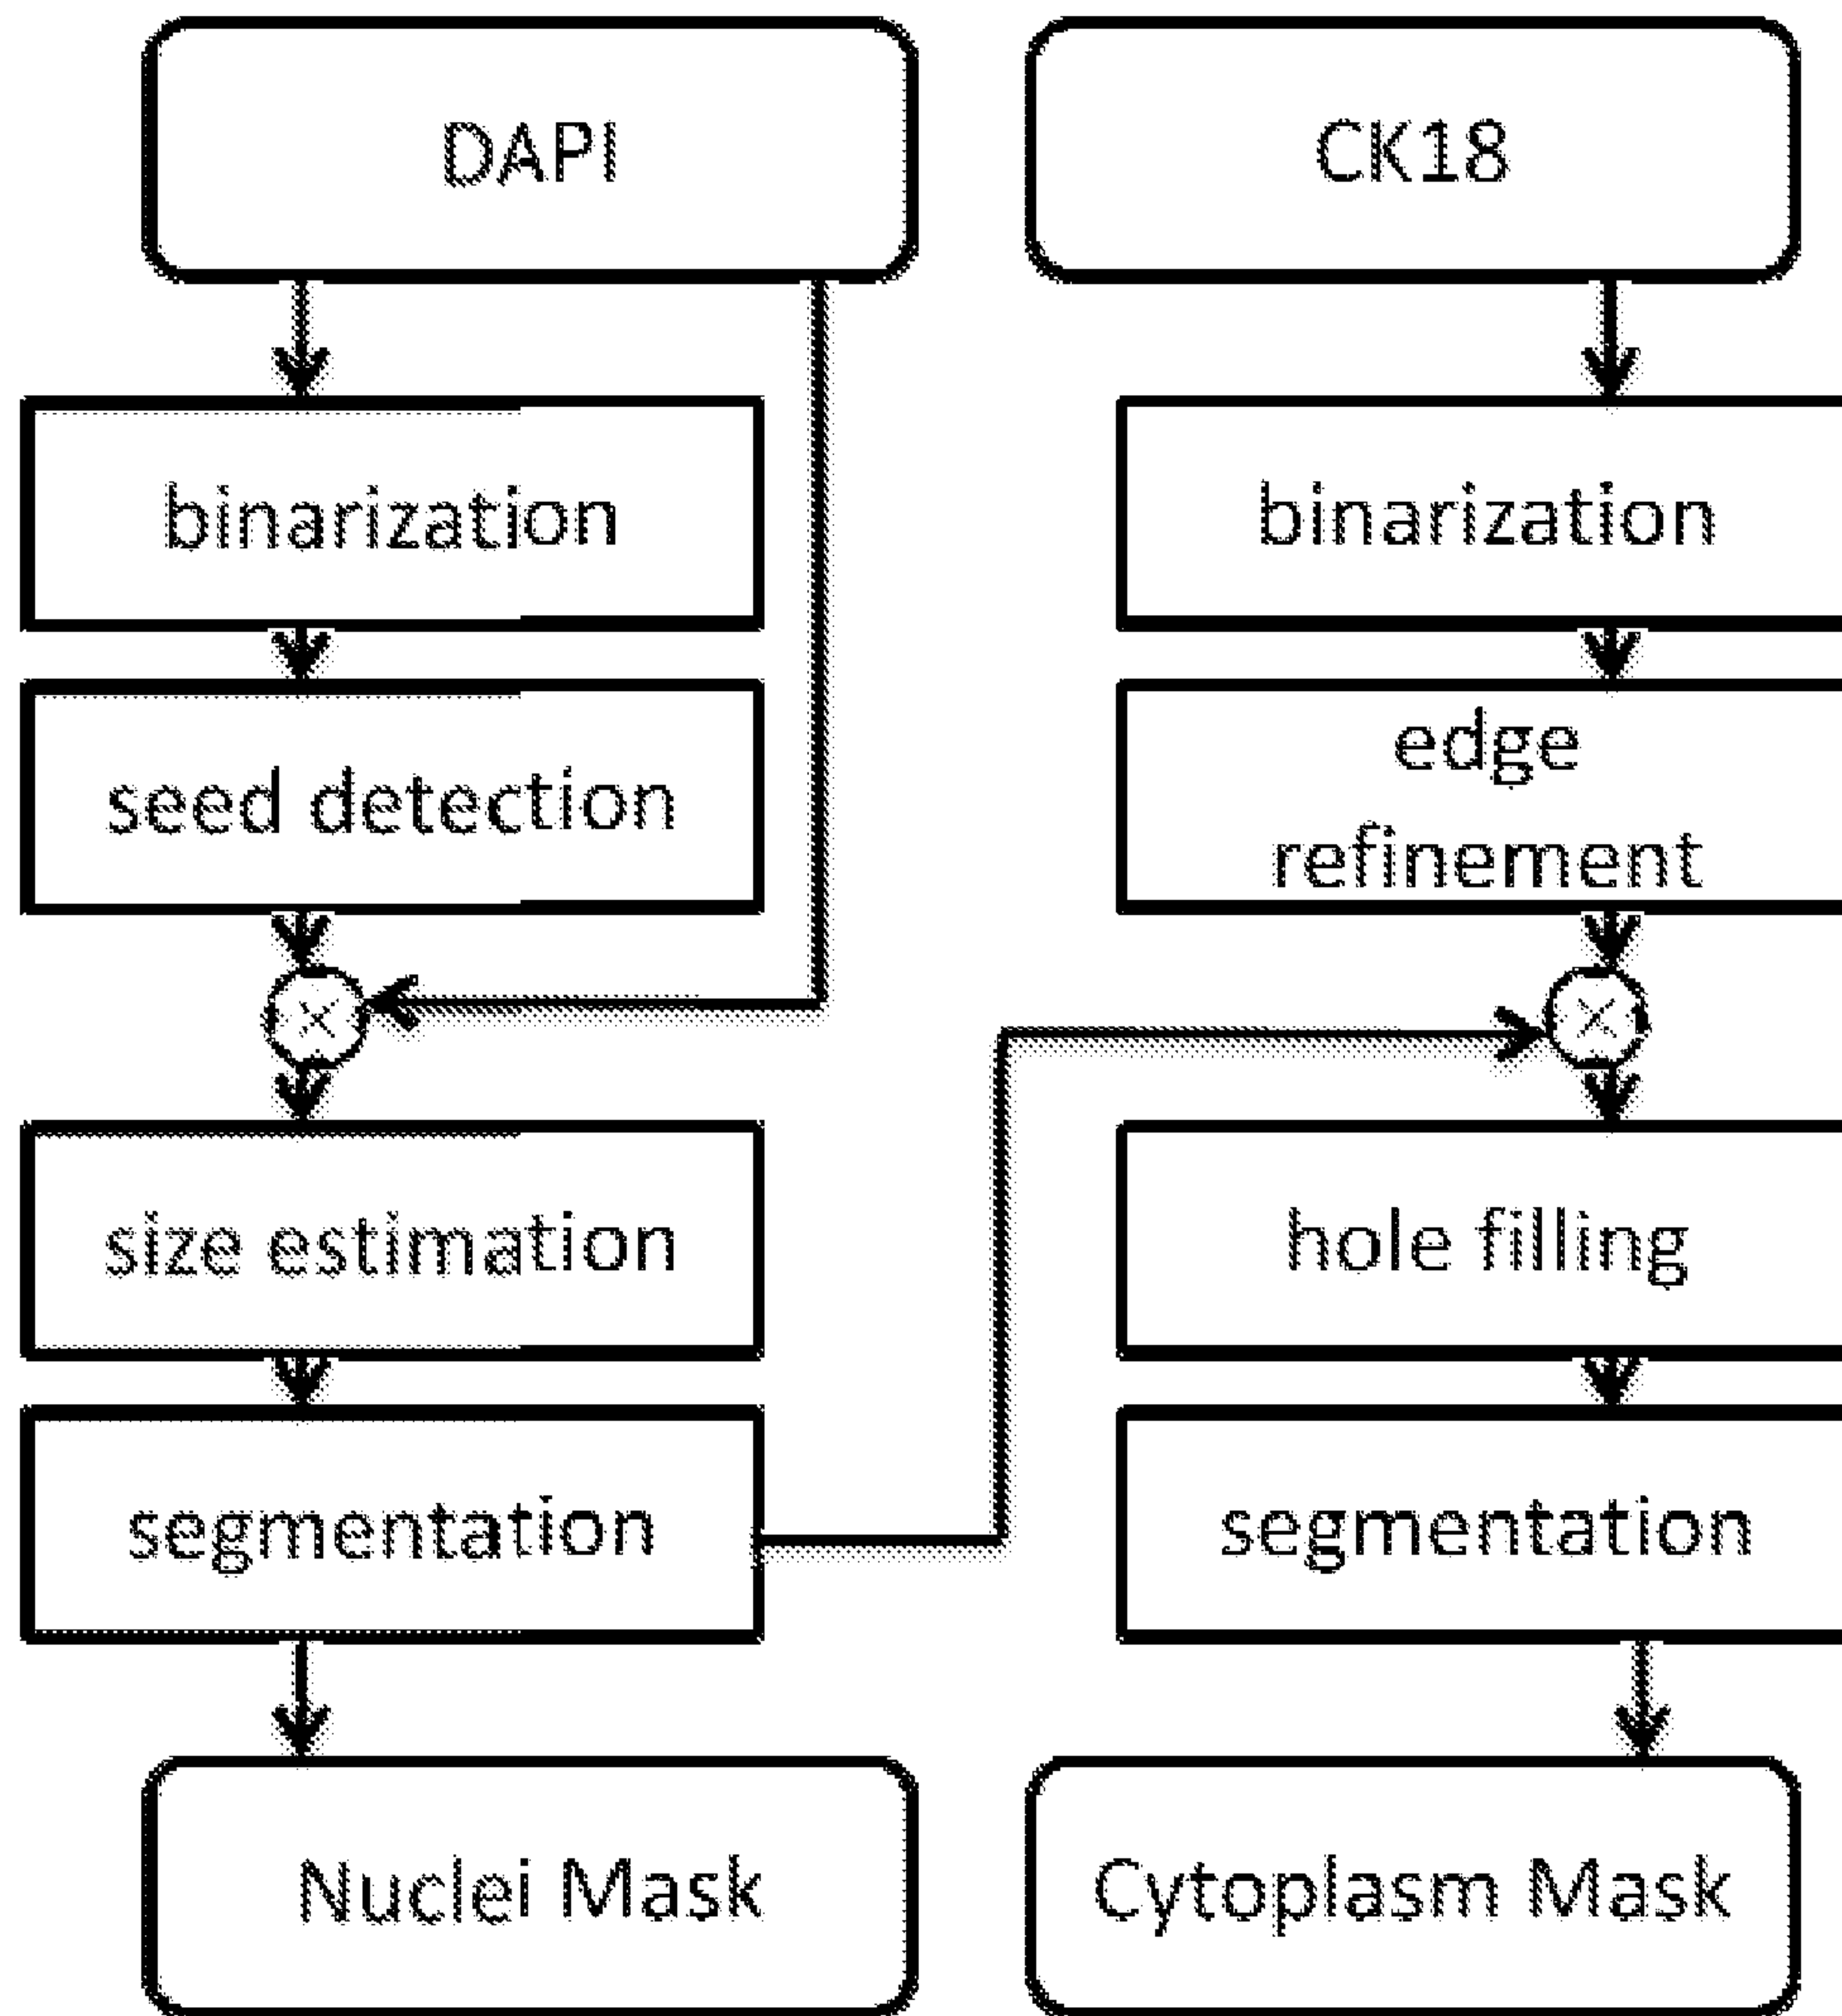 DAPI
binarization
seed detection
size estimation
segmentation
Nuclei Mask
CK18
binarization
edge
refinement
hole filling
segmentation
Cytoplasm Mask